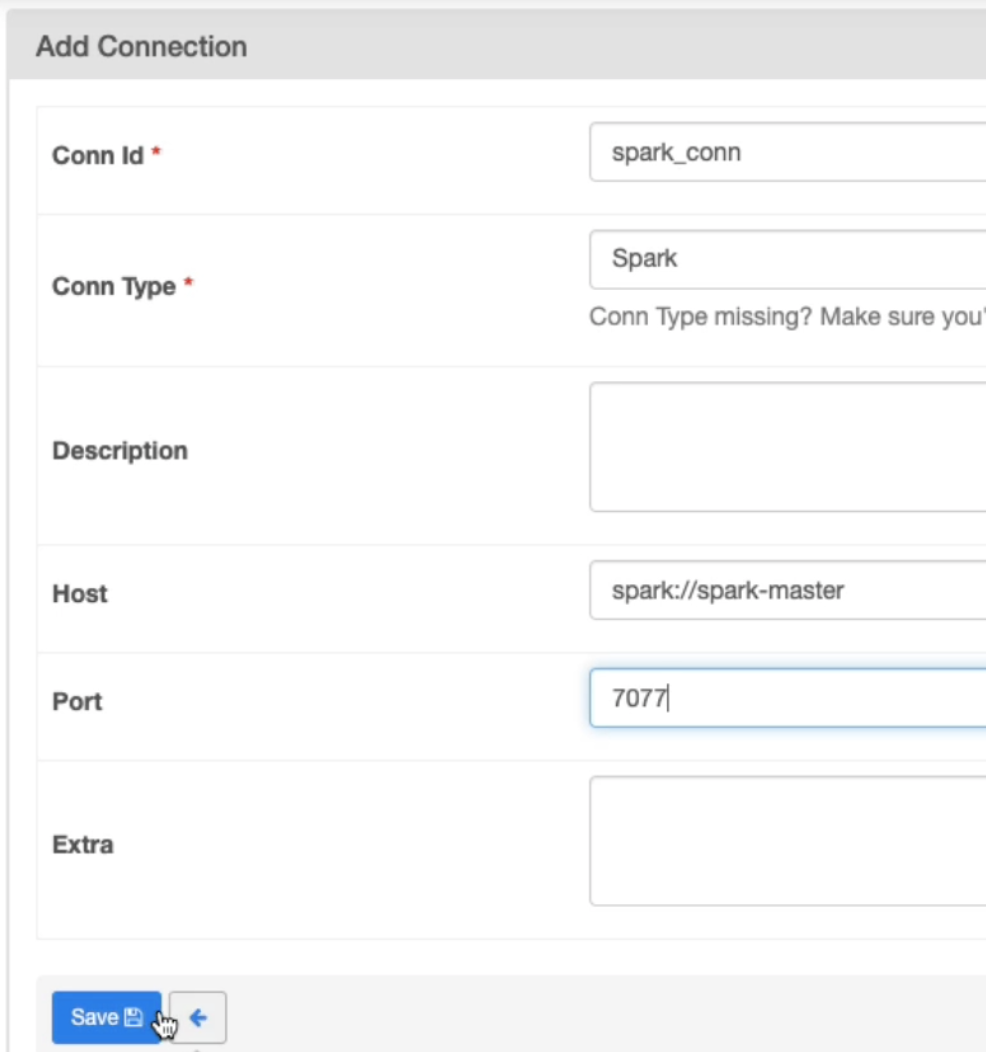 Add Connection
Conn Id *
spark_conn
Conn Type *
Spark
Conn Type missing? Make sure you'
Description
Host
spark://spark-master
Port
7077
Extra
Save